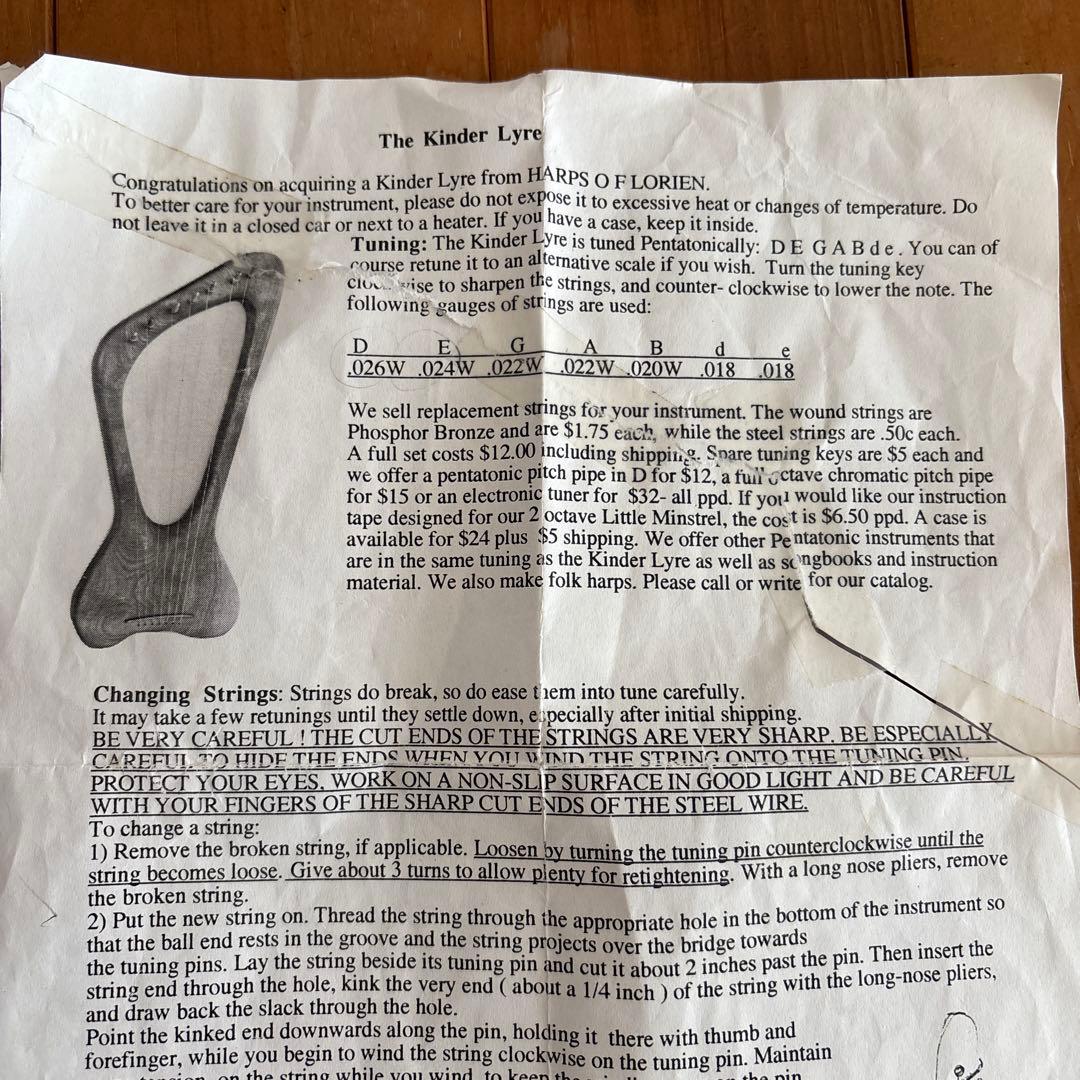 The Kinder Lyre
Congratulations on acquiring a Kinder Lyre from HARPS O F LORIEN.
To better care for your instrument, please do not expose it to excessive heat or changes of temperature. Do
not leave it in a closed car or next to a heater. If you have a case, keep it inside.
Tuning: The Kinder Lyre is tuned Pentatonically: D E G A B d e . You can of
course retune it to an alternative scale if you wish. Turn the tuning key
to sharpen the strings, and counter- clockwise to lower the note. The
following gauges of strings are used:
D E G A B d e
.026W .024W .022W .022W .020W .018 .018
We sell replacement strings for your instrument. The wound strings are
Phosphor Bronze and are $1.75 each, while the steel strings are .50c each.
A full set costs $12.00 including shipping. Spare tuning keys are $5 each and
we offer a pentatonic pitch pipe in D for $12, a full octave chromatic pitch pipe
for $15 or an electronic tuner for $32- all ppd. If you would like our instruction
tape designed for our 2 octave Little Minstrel, the cost is $6.50 ppd. A case is
available for $24 plus $5 shipping. We offer other Pentatonic instruments that
are in the same tuning as the Kinder Lyre as well as songbooks and instruction
material. We also make folk harps. Please call or write for our catalog.
Changing Strings: Strings do break, so do ease them into tune carefully.
It may take a few retunings until they settle down, especially after initial shipping.
BE VERY CAREFUL ! THE CUT ENDS OF THE STRINGS ARE VERY SHARP. BE ESPECIALLY
CAREFUL TO HIDE THE ENDS WHEN YOU WIND THE STRING ONTO THE TUNING PIN.
PROTECT YOUR EYES. WORK ON A NON-SLIP SURFACE IN GOOD LIGHT AND BE CAREFUL
WITH YOUR FINGERS OF THE SHARP CUT ENDS OF THE STEEL WIRE.
To change a string:
1) Remove the broken string, if applicable. Loosen by turning the tuning pin counterclockwise until the
string becomes loose. Give about 3 turns to allow plenty for retightening. With a long nose pliers, remove
the broken string.
2) Put the new string on. Thread the string through the appropriate hole in the bottom of the instrument so
that the ball end rests in the groove and the string projects over the bridge towards
the tuning pins. Lay the string beside its tuning pin and cut it about 2 inches past the pin. Then insert the
string end through the hole, kink the very end ( about a 1/4 inch ) of the string with the long-nose pliers,
and draw back the slack through the hole.
Point the kinked end downwards along the pin, holding it there with thumb and
forefinger, while you begin to wind the string clockwise on the tuning pin. Maintain
on the string while you wind, to keep the